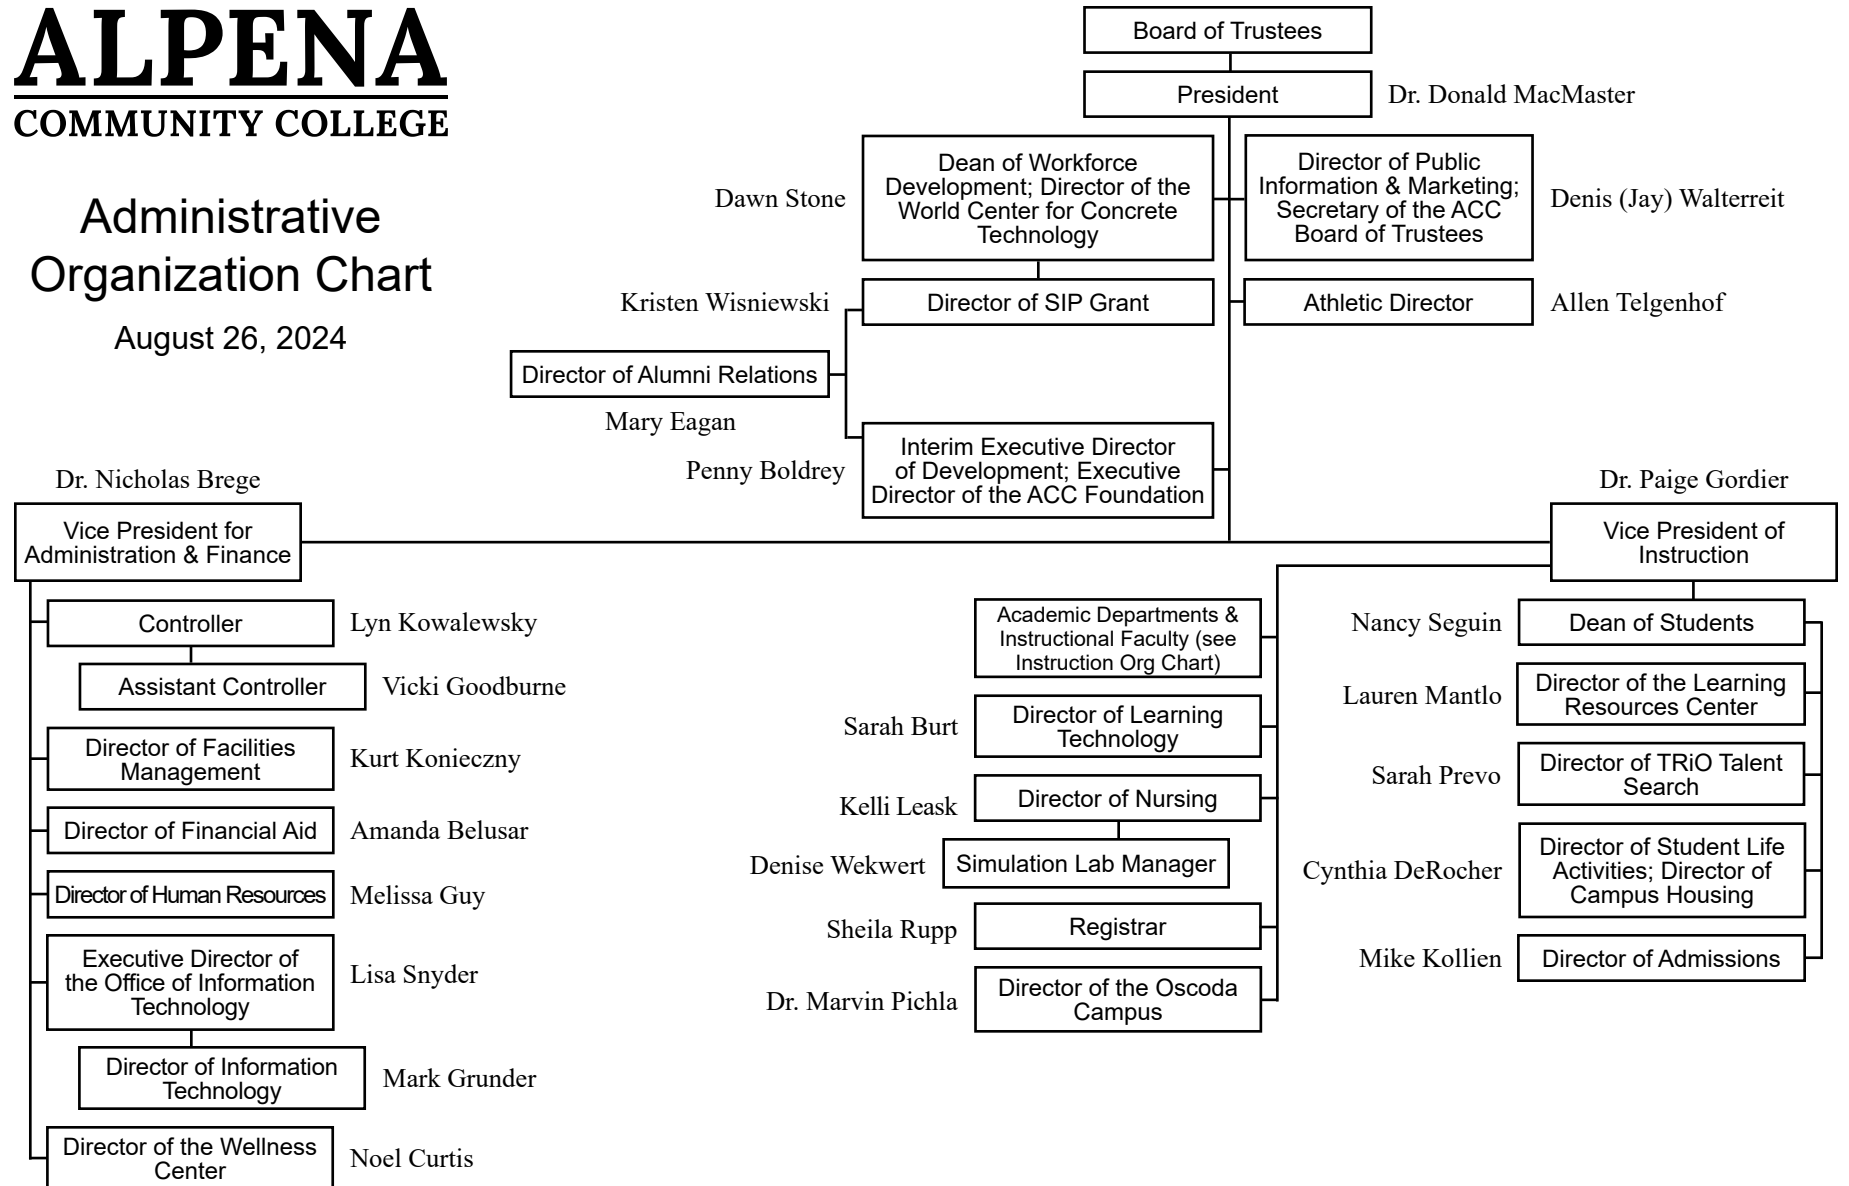 ALPENA
COMMUNITY COLLEGE
Administrative
Organization Chart
August 26, 2024
Board of Trustees
President
Dr. Donald MacMaster
Dawn Stone
Dean of Workforce
Development; Director of the
World Center for Concrete
Technology
Director of Public
Information & Marketing;
Secretary of the ACC
Board of Trustees
Denis (Jay) Walterreit
Kristen Wisniewski
Director of SIP Grant
Athletic Director
Allen Telgenhof
Director of Alumni Relations
Mary Eagan
Penny Boldrey
Interim Executive Director
of Development; Executive
Director of the ACC Foundation
Dr. Nicholas Brege
Vice President for
Administration & Finance
Controller
Lyn Kowalewsky
Assistant Controller
Vicki Goodburne
Director of Facilities
Management
Kurt Konieczny
Director of Financial Aid
Amanda Belusar
Director of Human Resources
Melissa Guy
Executive Director of
the Office of Information
Technology
Lisa Snyder
Director of Information
Technology
Mark Grunder
Director of the Wellness
Center
Noel Curtis
Dr. Paige Gordier
Vice President of
Instruction
Academic Departments &
Instructional Faculty (see
Instruction Org Chart)
Sarah Burt
Director of Learning
Technology
Kelli Leask
Director of Nursing
Denise Wekwert
Simulation Lab Manager
Sheila Rupp
Registrar
Dr. Marvin Pichla
Director of the Oscoda
Campus
Nancy Seguin
Dean of Students
Lauren Mantlo
Director of the Learning
Resources Center
Sarah Prevo
Director of TRiO Talent
Search
Cynthia DeRocher
Director of Student Life
Activities; Director of
Campus Housing
Mike Kollien
Director of Admissions